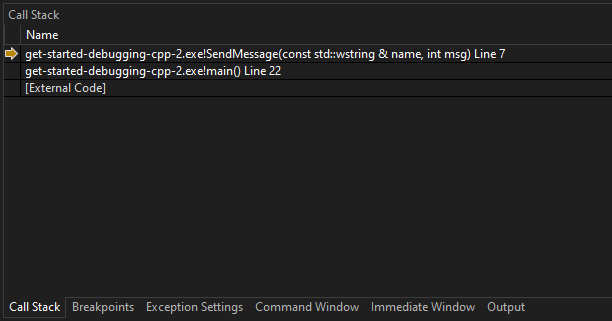 Call Stack
Name
get-started-debugging-cpp-2.exe!SendMessage(const std::wstring & name, int msg) Line 7
get-started-debugging-cpp-2.exe!main() Line 22
[External Code]
Call Stack Breakpoints Exception Settings Command Window Immediate Window Output